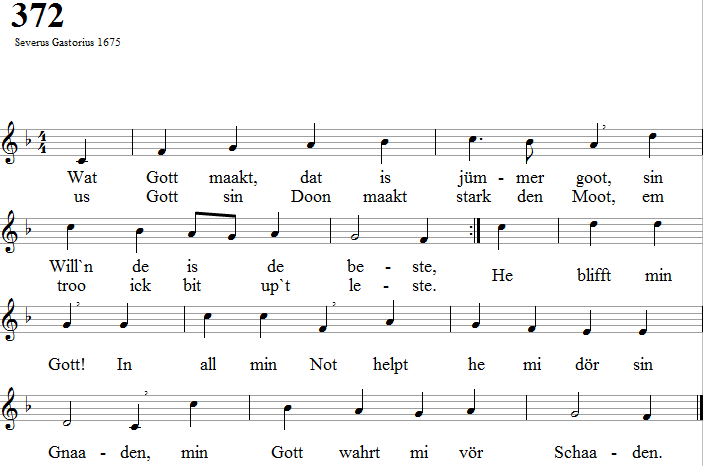 372
Severus Gastorius 1675
Wat Gott maakt, dat is jüm - mer goot, sin
us Gott sin Doon maakt stark den Moot, em
Will`n de is de be - ste,
troo ick bit up`t le - ste.
He blifft min
Gott! In all min Not helpt he mi dör sin
Gnaa - den, min Gott wahrt mi vör Schaa - den.